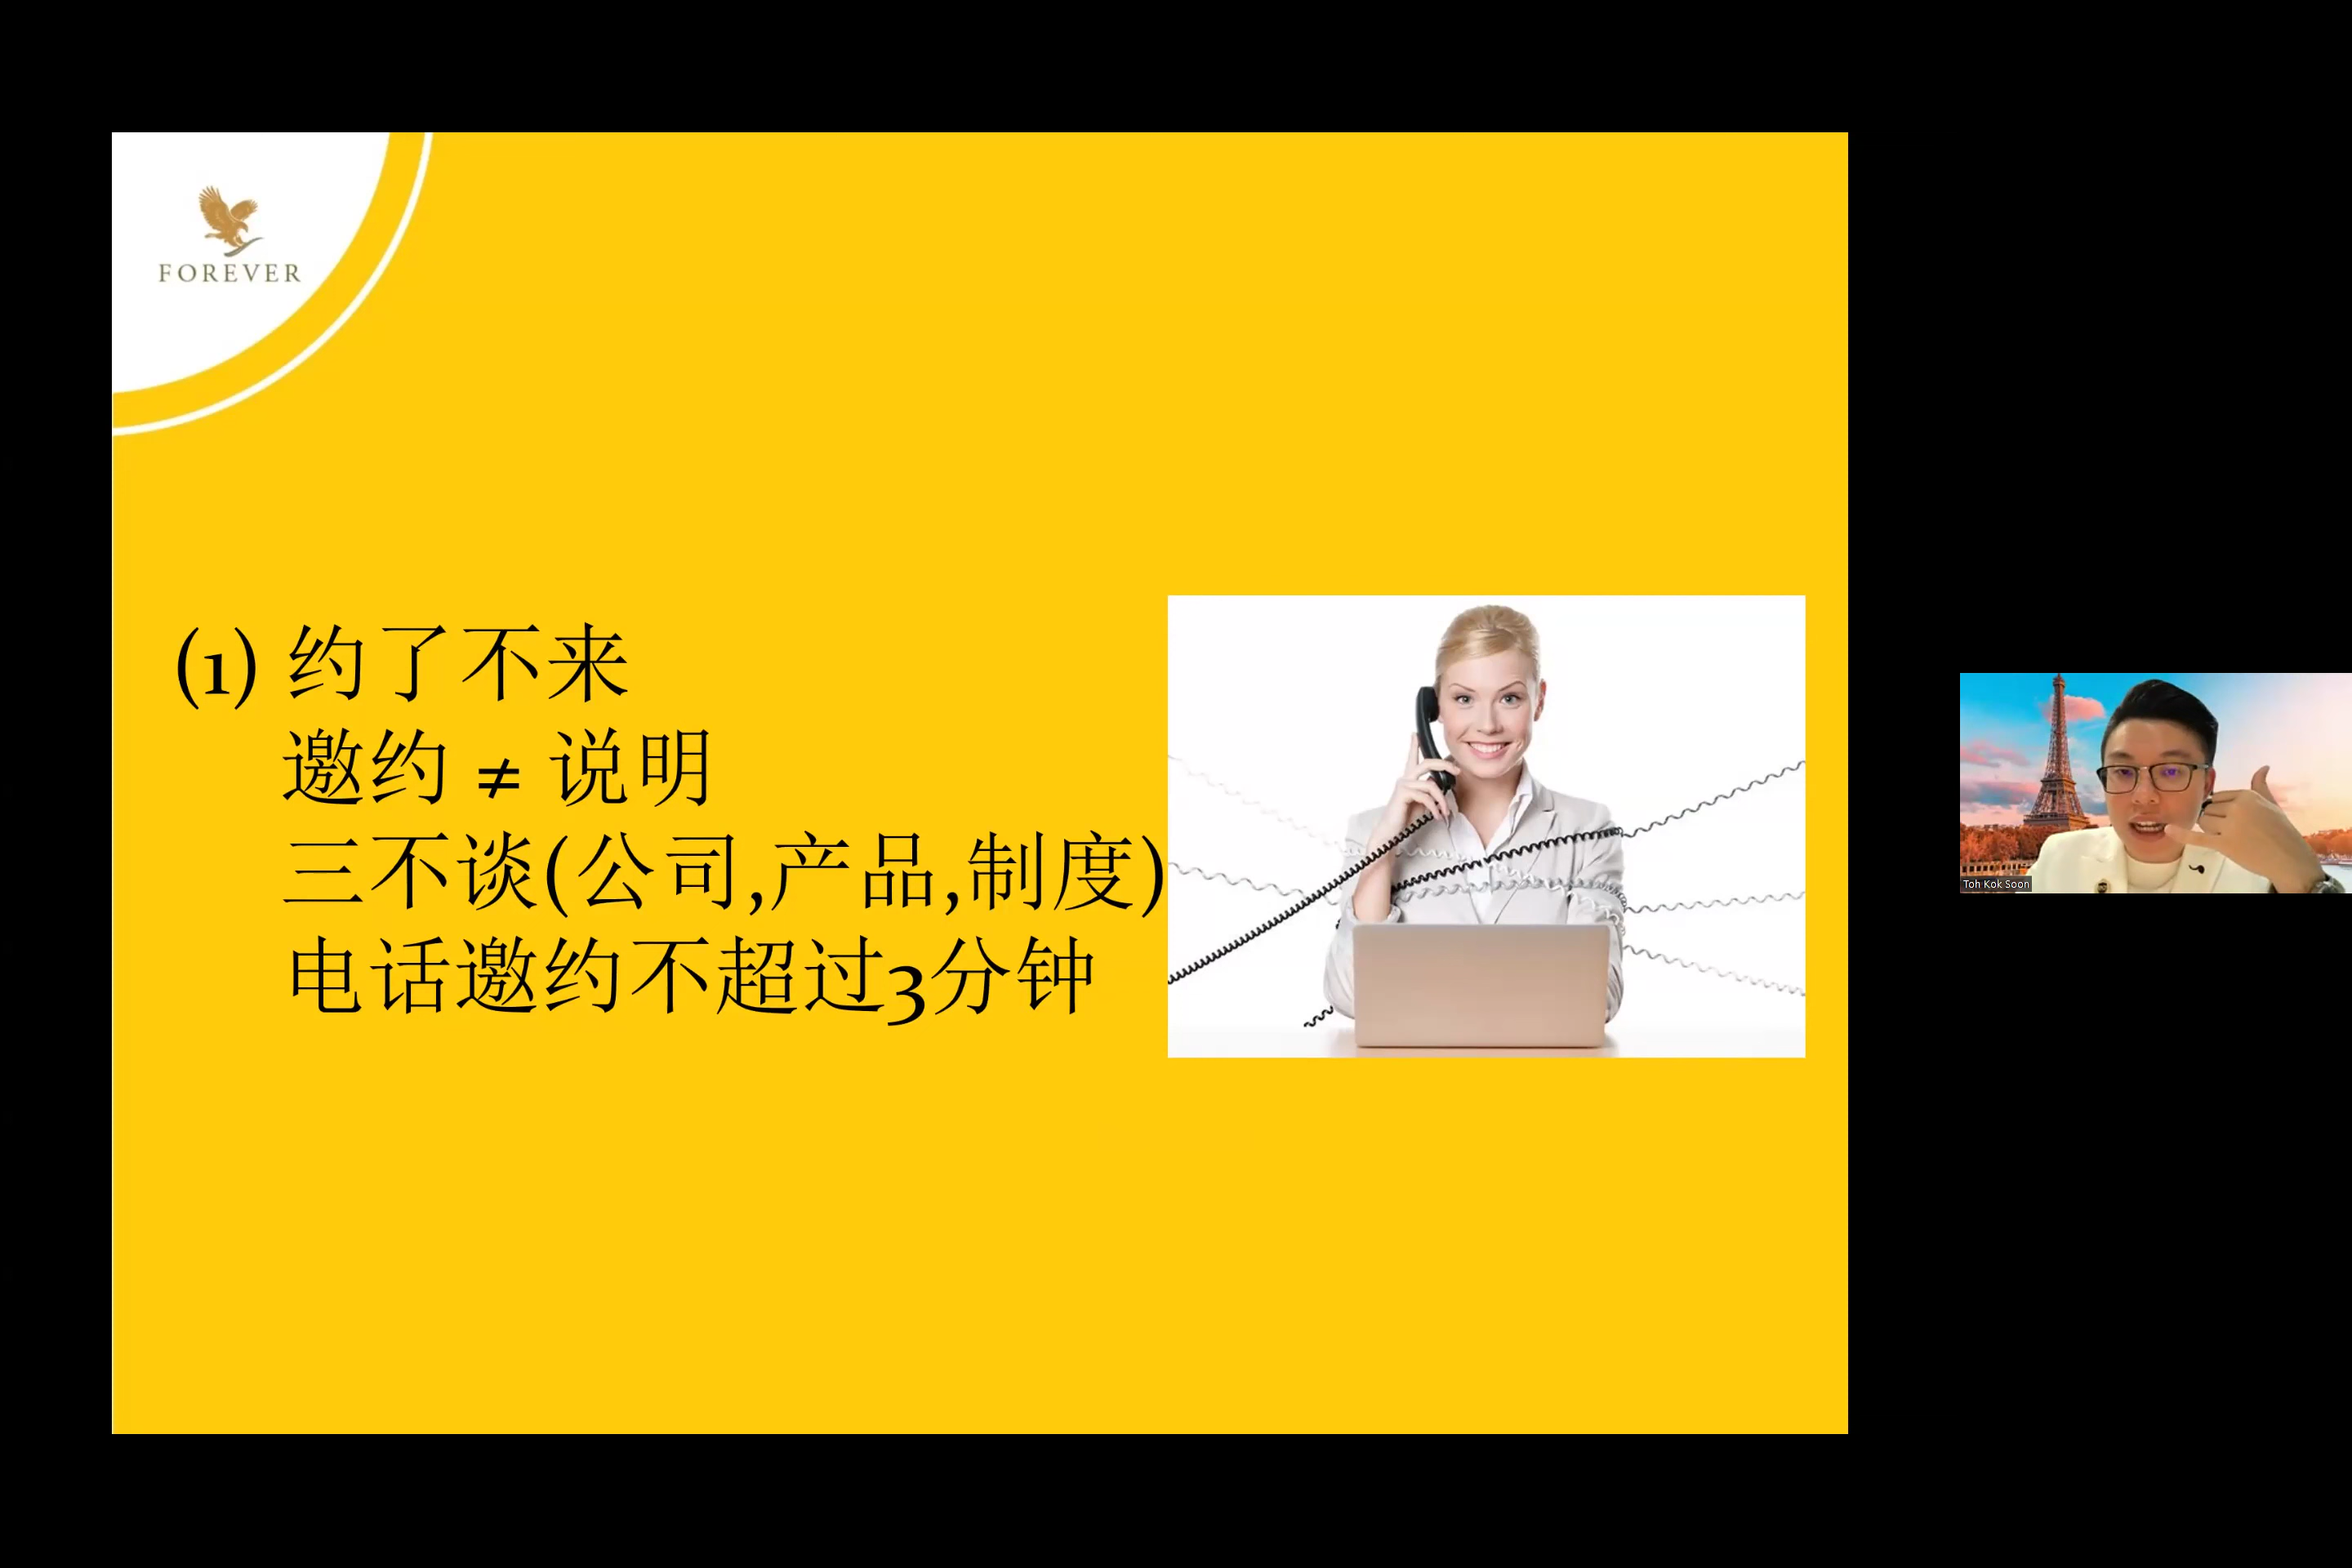 FOREVER
(1) 约了不来
邀约 ≠ 说明
三不谈(公司,产品,制度)
电话邀约不超过3分钟
Toh Kok Soon